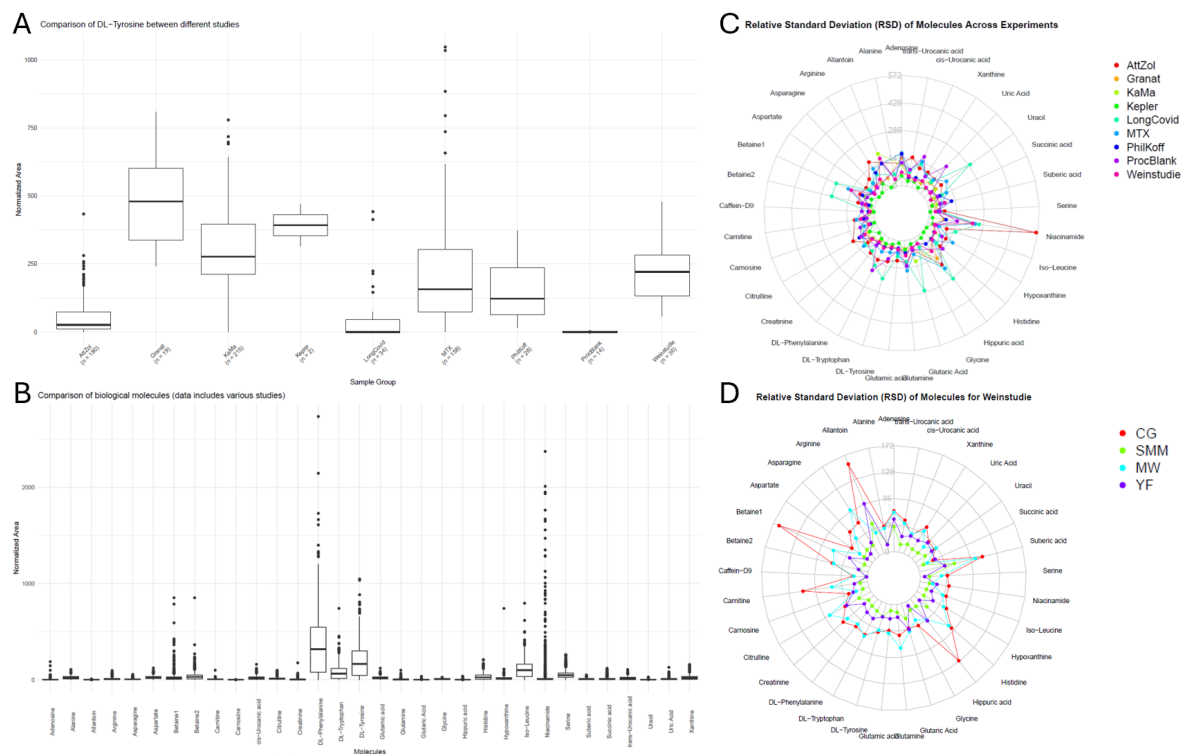 A
Comparison of DL−Tyrosine between different studies
Normalized Area
1000
750
500
250
0
AttZol
(n = 180)
Granat
(n = 19)
KaMa
(n = 215)
Kepler
(n = 2)
LongCovid
(n = 34)
MTX
(n = 156)
PhilKoff
ProcBlank
(n = 14)
Weinstudie
Sample Group
B
Comparison of biological molecules (data includes various studies)
Normalized Area
2000
1000
0
Adenosine
Alanine
Allantoin
Arginine
Asparagine
Aspartate
Betaine1
Betaine2
Carnitine
Carnosine
cis−Urocanic acid
Citrulline
Creatinine
DL−Phenylalanine
DL−Tryptophan
DL−Tyrosine
Glutamic acid
Glutamine
Glutaric Acid
Glycine
Hippuric acid
Histidine
Hypoxanthine
Iso−Leucine
Niacinamide
Serine
Suberic acid
Succinic acid
trans−Urocanic acid
Uracil
Uric Acid
Xanthine
Molecules
C
Relative Standard Deviation (RSD) of Molecules Across Experiments
Adenosine
Alanine
Allantoin
Arginine
Asparagine
Aspartate
Betaine1
Betaine2
Caffein−D9
Carnitine
Carnosine
Citrulline
Creatinine
DL−Phenylalanine
DL−Tryptophan
DL−Tyrosine
Glutamic acid
Glutamine
Glutaric Acid
Glycine
Hippuric acid
Histidine
Hypoxanthine
Iso−Leucine
Niacinamide
Serine
Suberic acid
Succinic acid
Uracil
Uric Acid
Xanthine
cis−Urocanic acid
trans−Urocanic acid
572
429
288
AttZol
Granat
KaMa
Kepler
LongCovid
MTX
PhilKoff
ProcBlank
Weinstudie
D
Relative Standard Deviation (RSD) of Molecules for Weinstudie
Adenosine
Alanine
Allantoin
Arginine
Asparagine
Aspartate
Betaine1
Betaine2
Caffein−D9
Carnitine
Carnosine
Citrulline
Creatinine
DL−Phenylalanine
DL−Tryptophan
DL−Tyrosine
Glutamic acid
Glutamine
Glutaric Acid
Glycine
Hippuric acid
Histidine
Hypoxanthine
Iso−Leucine
Niacinamide
Serine
Suberic acid
Succinic acid
Uracil
Uric Acid
Xanthine
cis−Urocanic acid
trans−Urocanic acid
172
129
86
0
CG
SMM
MW
YF